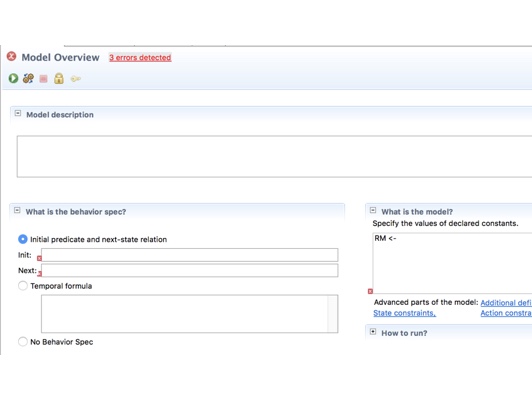 Model Overview 3 errors detected
Model description
What is the behavior spec?
Initial predicate and next-state relation
Init:
Next:
Temporal formula
No Behavior Spec
What is the model?
Specify the values of declared constants.
RM <-
Advanced parts of the model: Additional defi
State constraints, Action constra
How to run?